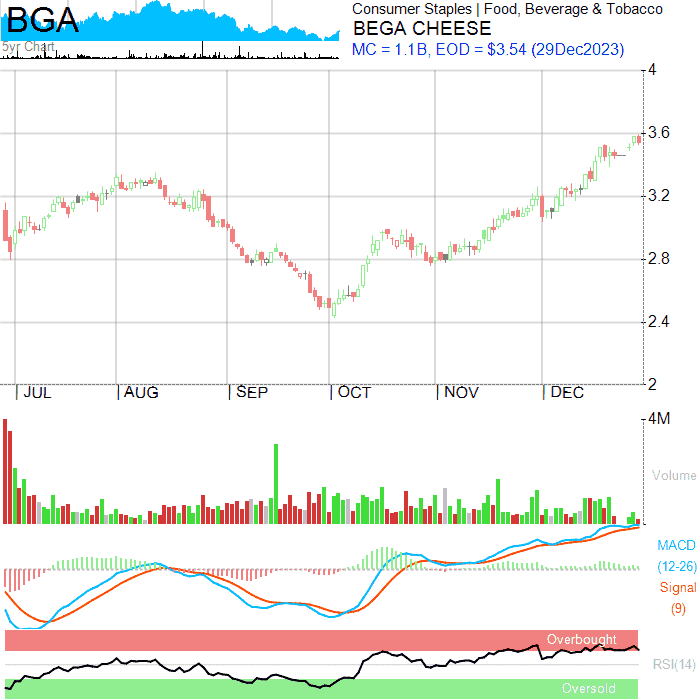 BGA
5yr Chart
Consumer Staples | Food, Beverage & Tobacco
BEGA CHEESE
MC = 1.1B, EOD = $3.54 (29Dec2023)
4
3.6
3.2
2.8
2.4
2
|JUL |AUG |SEP |OCT |NOV |DEC
4M
Volume
MACD
(12-26)
Signal
(9)
Overbought
RSI(14)
Oversold